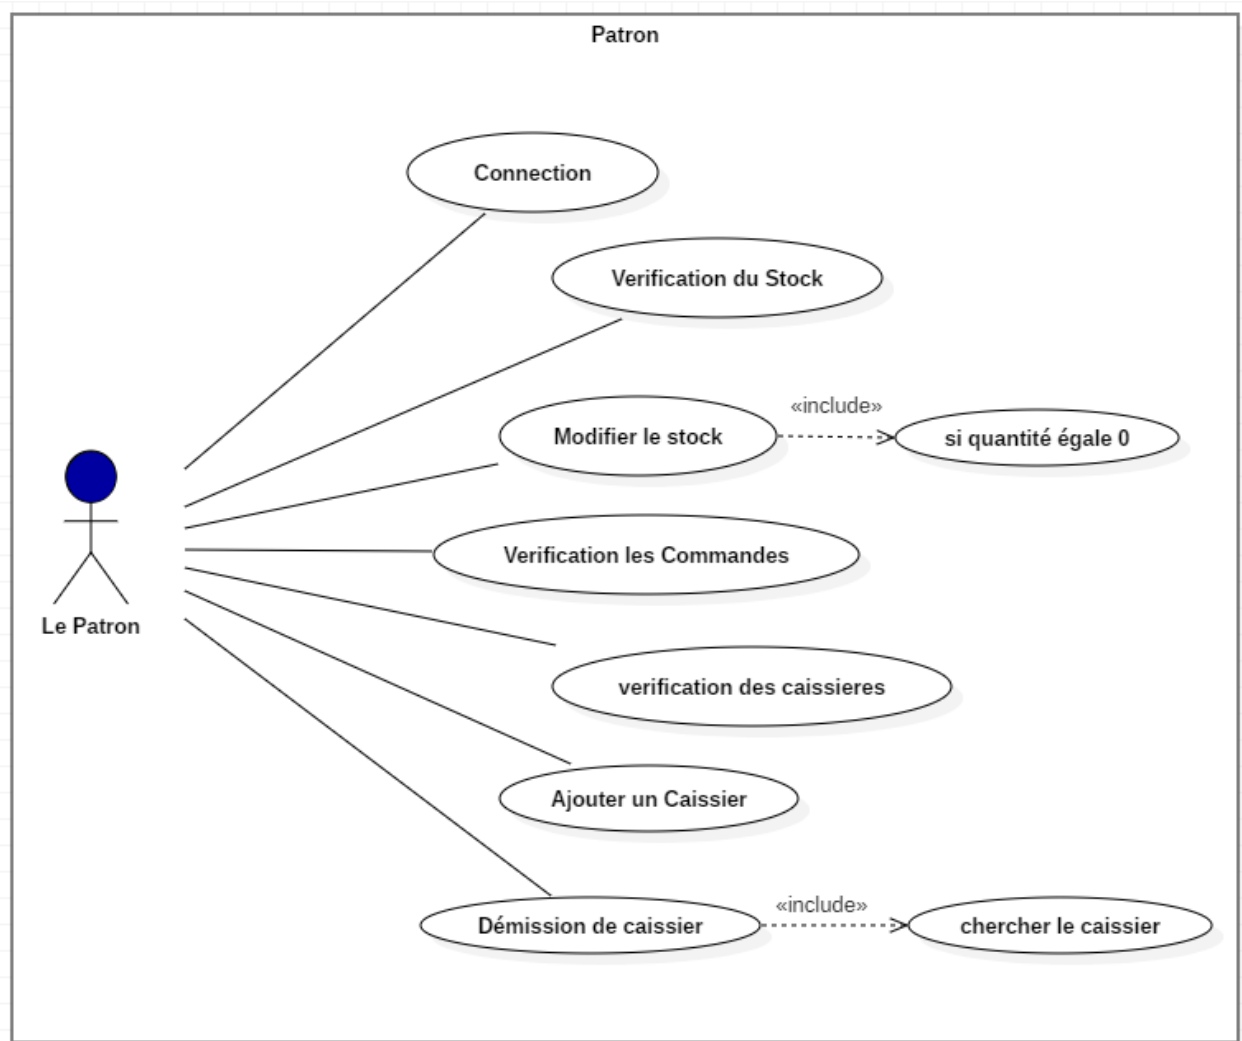 Patron
Connection
Verification du Stock
Modifier le stock
«include»
si quantité égale 0
Verification les Commandes
Le Patron
verification des caissieres
Ajouter un Caissier
Démission de caissier
«include»
chercher le caissier